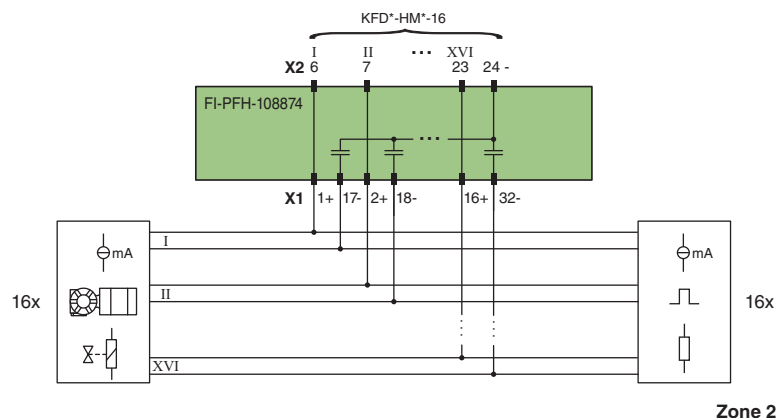 KFD*-HM*-16
I II ··· XVI
X2 6 7 23 24 -
FI-PFH-108874
···
X1 1+ 17- 2+ 18- 16+ 32-
I
mA mA
16x II 16x
XVI
Zone 2